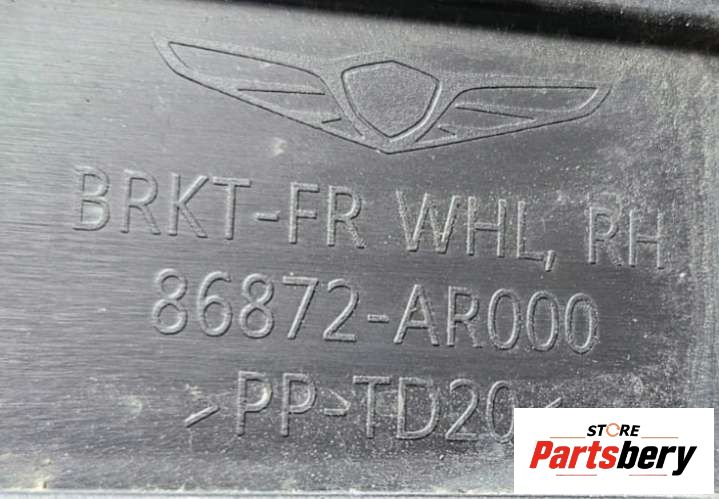 BRKT-FR WHL, RH
86872-AR000
>PP-TD20<
STORE
Partsbery